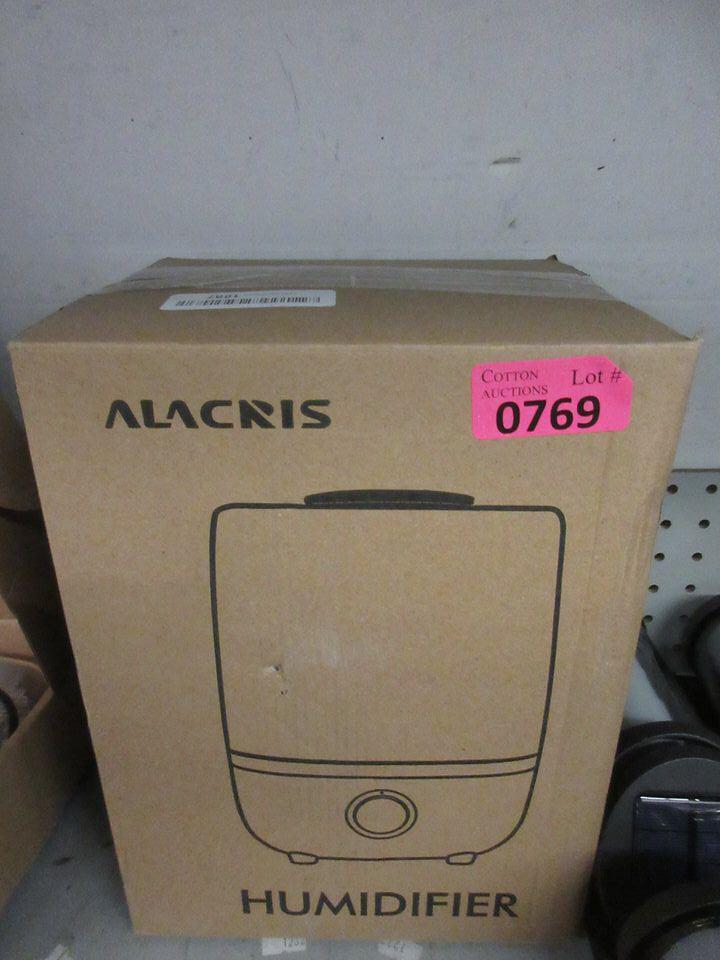 ALACRIS
COTTON
AUCTIONS
Lot #
0769
HUMIDIFIER